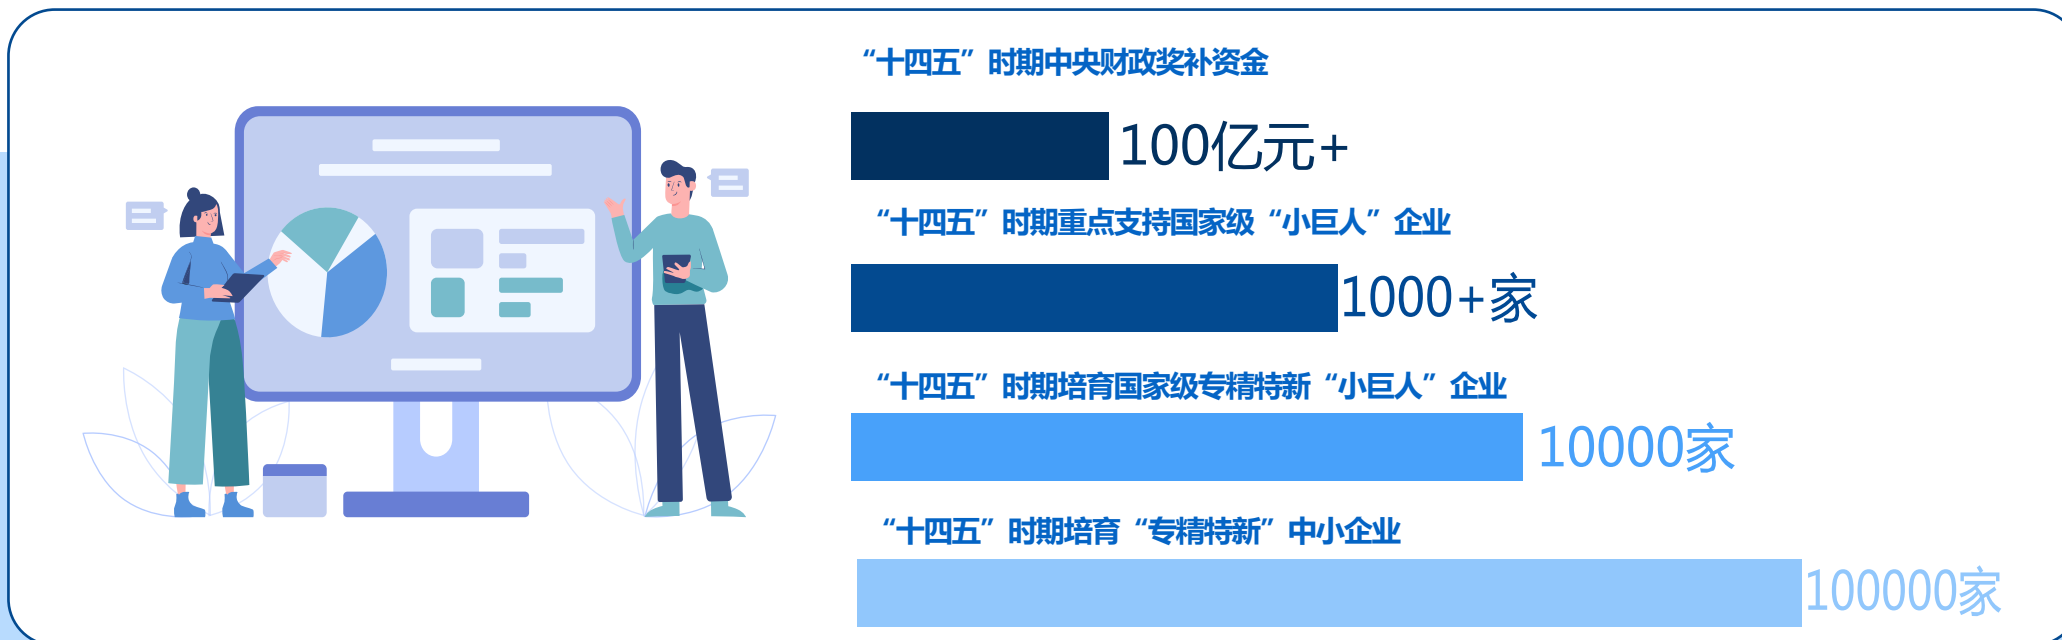 “十四五”时期中央财政奖补资金
100亿元+
“十四五”时期重点支持国家级“小巨人”企业
1000+家
“十四五”时期培育国家级专精特新“小巨人”企业
10000家
“十四五”时期培育“专精特新”中小企业
100000家